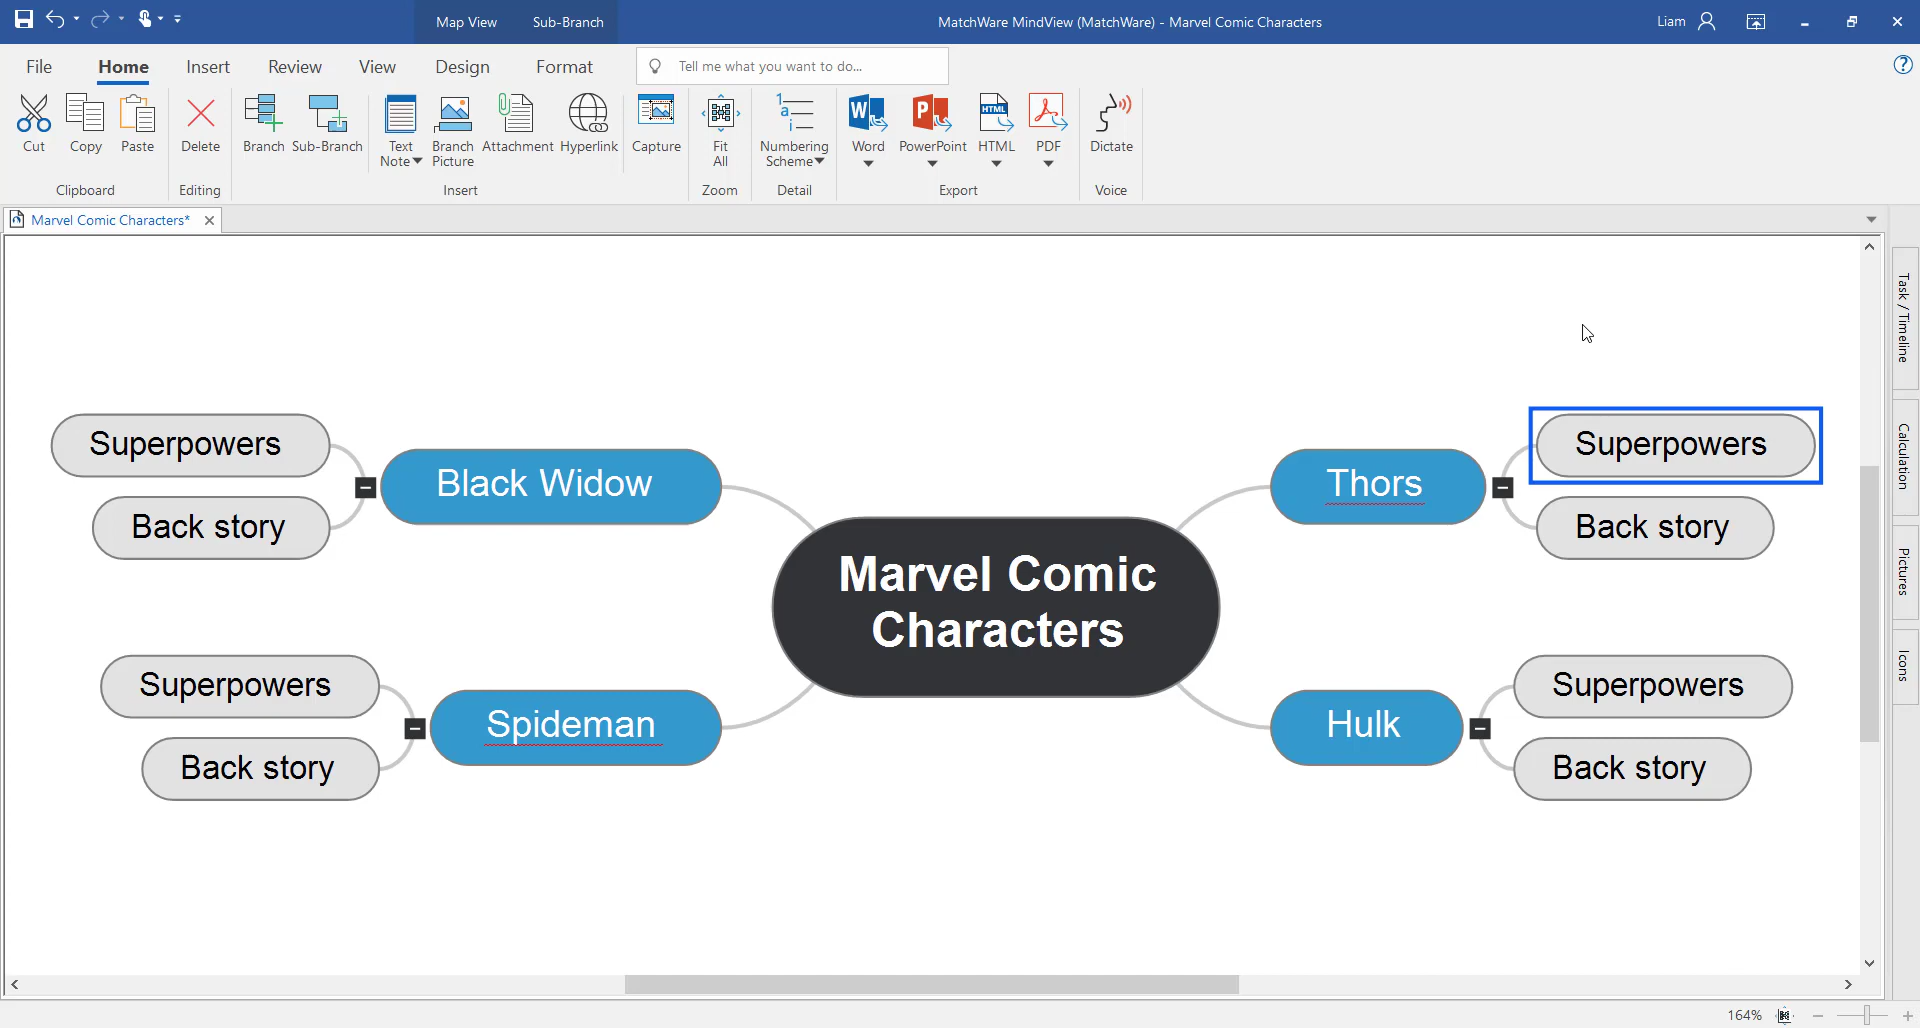 Map View Sub-Branch MatchWare MindView (MatchWare) - Marvel Comic Characters Liam
File Home Insert Review View Design Format Tell me what you want to do...
Cut Copy Paste Delete Branch Sub-Branch Text Note Branch Picture Attachment Hyperlink Capture Fit All Numbering Scheme Word PowerPoint HTML PDF Dictate
Clipboard Editing Insert Zoom Detail Export Voice
Marvel Comic Characters*
Superpowers
Black Widow
Back story
Thors
Superpowers
Back story
Marvel Comic
Characters
Superpowers
Spideman
Back story
Hulk
Superpowers
Back story
Task / Timeline
Calculation
Pictures
Icons
164%